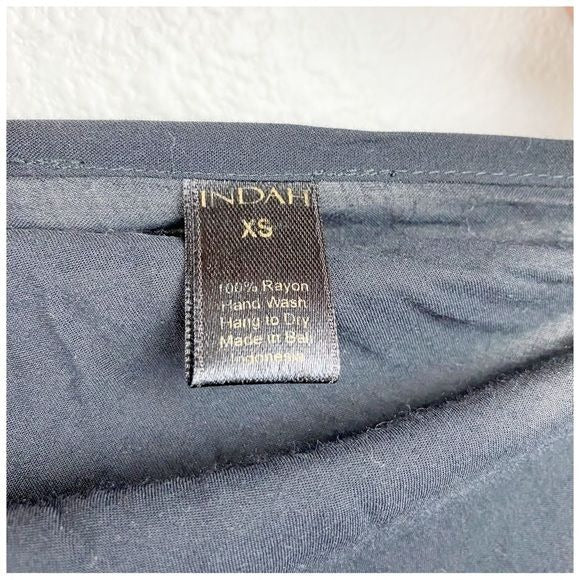 INDAH
XS
100% Rayon
Hand Wash
Hang to Dry
Made in Bali
Indonesia